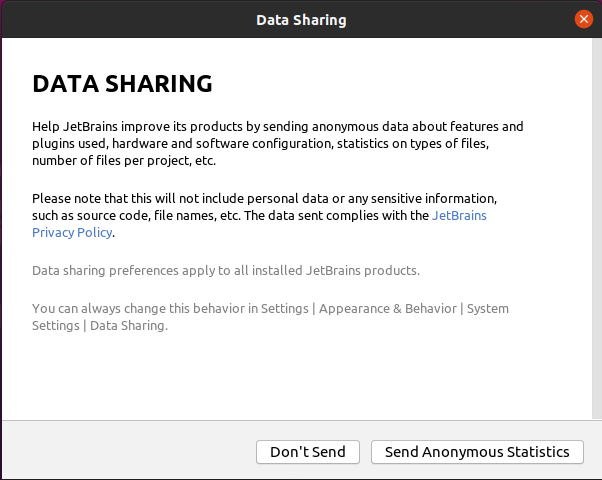 Data Sharing
DATA SHARING
Help JetBrains improve its products by sending anonymous data about features and
plugins used, hardware and software configuration, statistics on types of files,
number of files per project, etc.
Please note that this will not include personal data or any sensitive information,
such as source code, file names, etc. The data sent complies with the JetBrains
Privacy Policy.
Data sharing preferences apply to all installed JetBrains products.
You can always change this behavior in Settings | Appearance & Behavior | System
Settings | Data Sharing.
Don't Send
Send Anonymous Statistics